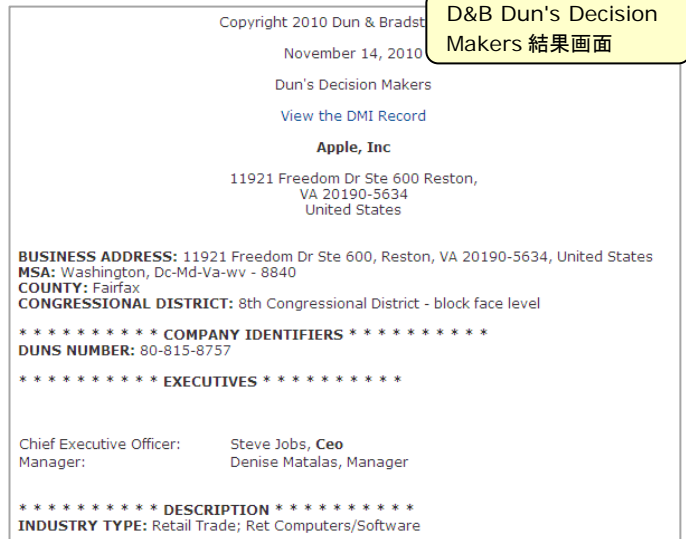 Copyright 2010 Dun & Bradst
D&B Dun's Decision
Makers 結果画面
November 14, 2010
Dun's Decision Makers
View the DMI Record
Apple, Inc
11921 Freedom Dr Ste 600 Reston,
VA 20190-5634
United States
BUSINESS ADDRESS: 11921 Freedom Dr Ste 600, Reston, VA 20190-5634, United States
MSA: Washington, Dc-Md-Va-wv - 8840
COUNTY: Fairfax
CONGRESSIONAL DISTRICT: 8th Congressional District - block face level
* * * * * * * * * * COMPANY IDENTIFIERS * * * * * * * * * *
DUNS NUMBER: 80-815-8757
* * * * * * * * * * EXECUTIVES * * * * * * * * * *
Chief Executive Officer: Steve Jobs, Ceo
Manager: Denise Matalas, Manager
* * * * * * * * * * DESCRIPTION * * * * * * * * * *
INDUSTRY TYPE: Retail Trade; Ret Computers/Software